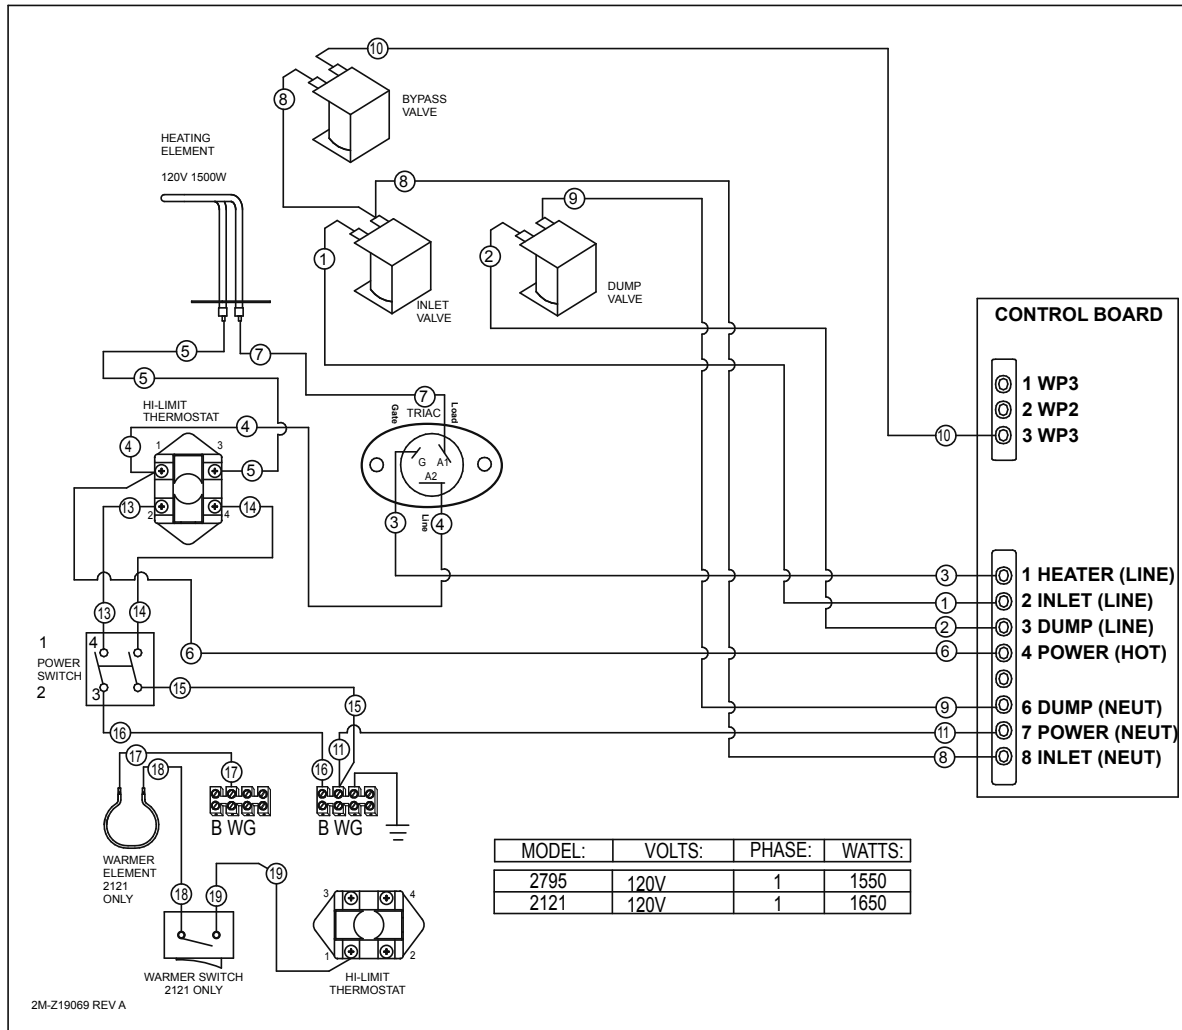 10
8
BYPASS
VALVE
HEATING
ELEMENT
120V 1500W
8
9
1
2
INLET
VALVE
DUMP
VALVE
CONTROL BOARD
1 WP3
2 WP2
10 3 WP3
5
7
5
7
HI-LIMIT
THERMOSTAT
4
4
1
3
5
13
2
4
14
Gate
TRIAC
Load
G
A1
A2
3
Line
4
3 1 HEATER (LINE)
1 2 INLET (LINE)
2 3 DUMP (LINE)
6 4 POWER (HOT)
9 6 DUMP (NEUT)
11 7 POWER (NEUT)
8 8 INLET (NEUT)
13
14
1
POWER
SWITCH
2
4
3
6
15
15
16
11
16
17
18
17
B WG
B WG
WARMER
ELEMENT
2121
ONLY
18
19
19
WARMER SWITCH
2121 ONLY
3
4
1
2
HI-LIMIT
THERMOSTAT
MODEL: VOLTS: PHASE: WATTS:
2795 120V 1 1550
2121 120V 1 1650
2M-Z19069 REV A